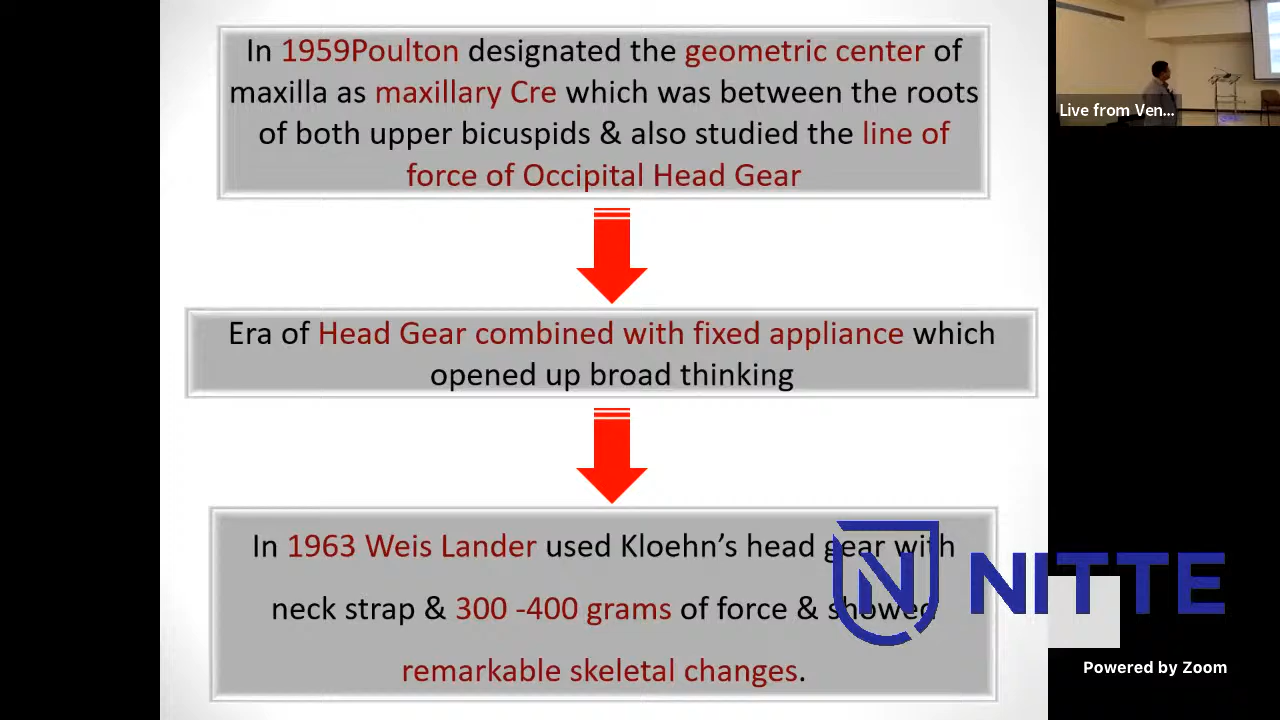 In 1959Poulton designated the geometric center of
maxilla as maxillary Cre which was between the roots
of both upper bicuspids & also studied the line of
force of Occipital Head Gear
Live from Ven...
Era of Head Gear combined with fixed appliance which
opened up broad thinking
In 1963 Weis Lander used Kloehn’s head gear with
neck strap & 300 -400 grams of force & showed
remarkable skeletal changes.
N NITTE
Powered by Zoom